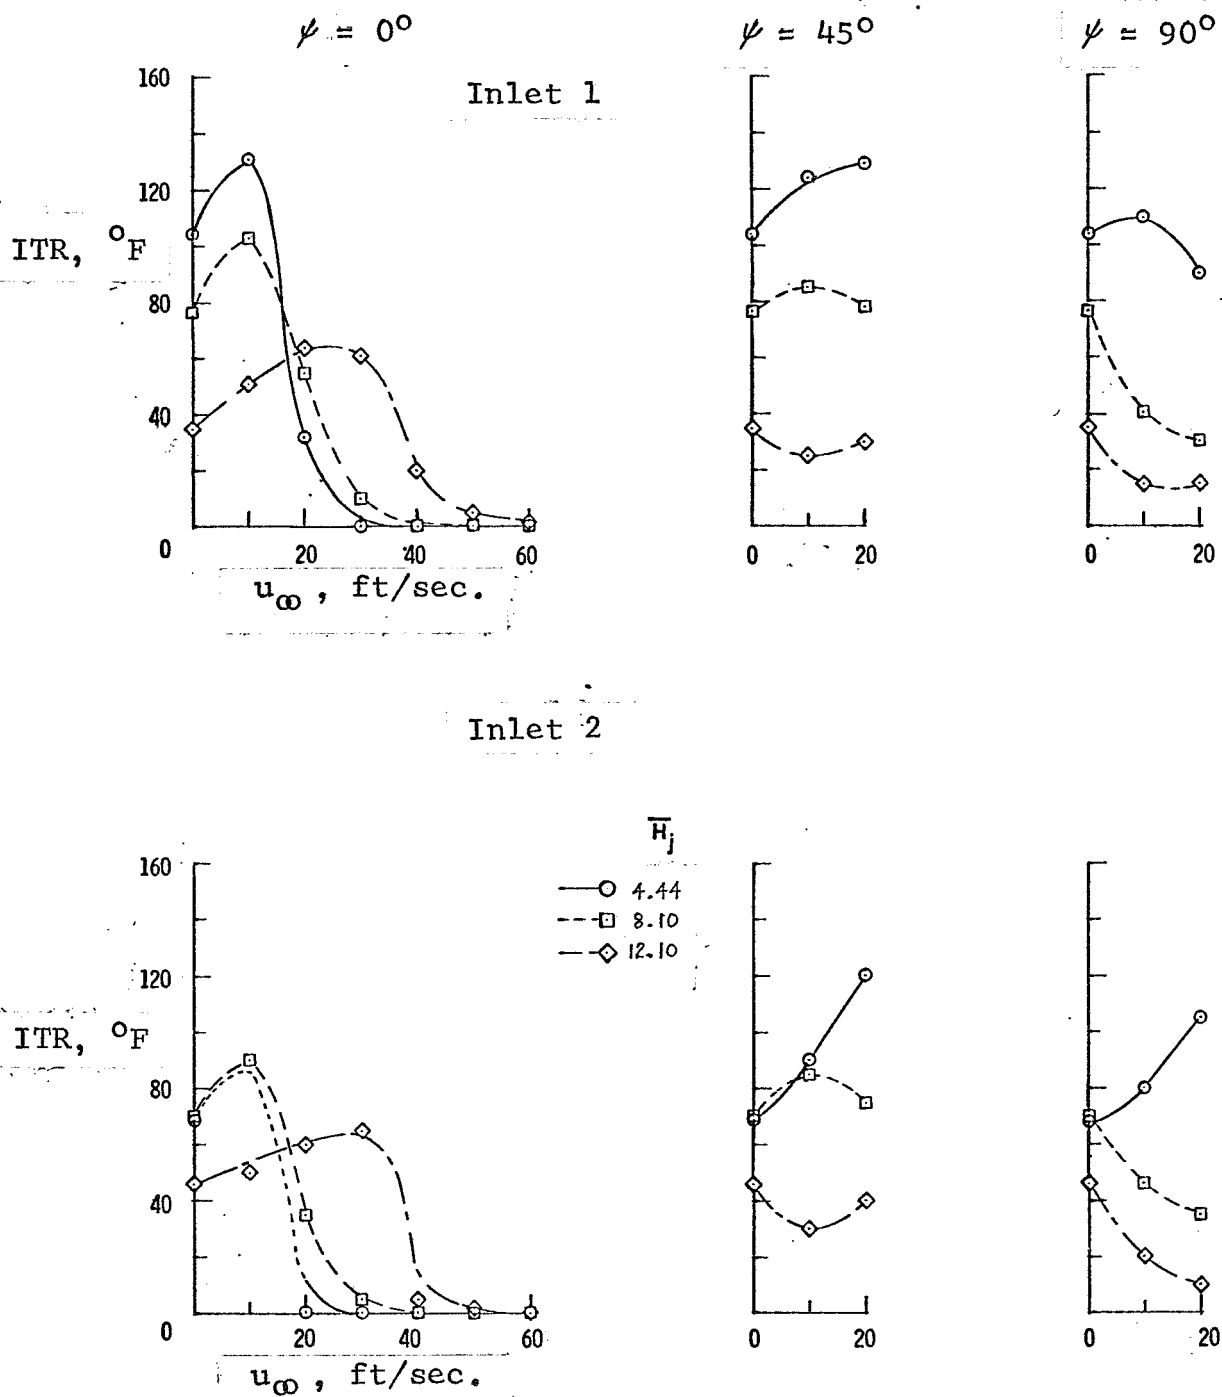 ψ = 0° ψ = 45° ψ = 90°
Inlet 1
160
120
ITR, °F
80
40
0 20 40 60
0 20
0 20
u∞, ft/sec.
Inlet 2
H̅j
4.44
8.10
12.10
160
120
ITR, °F
80
40
0 20 40 60
0 20
0 20
u∞, ft/sec.